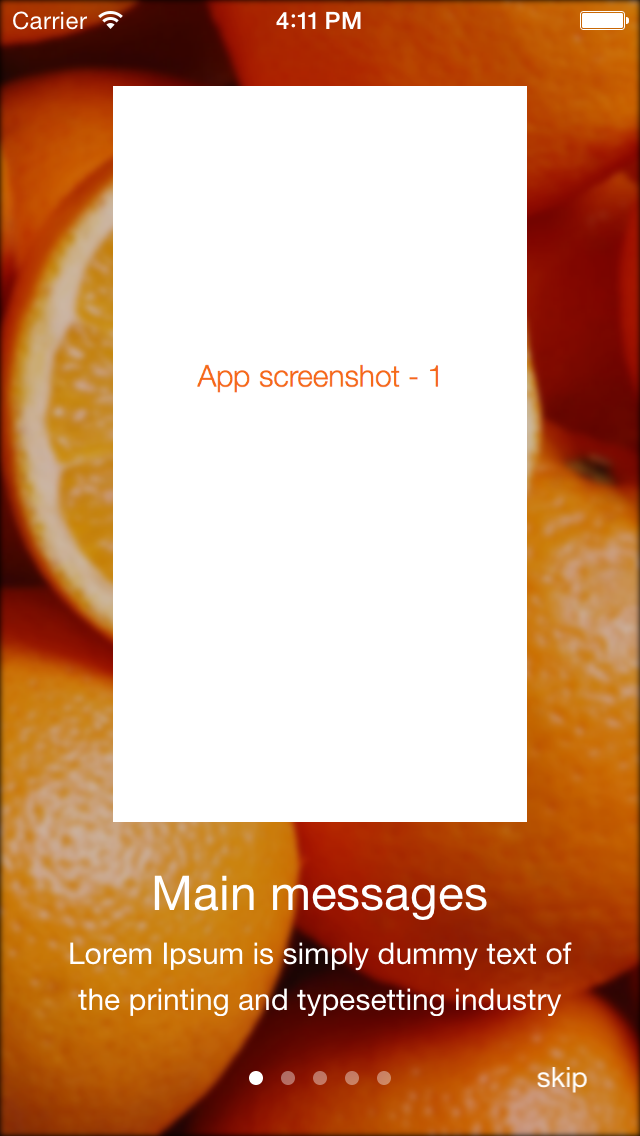 Carrier 4:11 PM
App screenshot - 1
Main messages
Lorem Ipsum is simply dummy text of
the printing and typesetting industry
skip